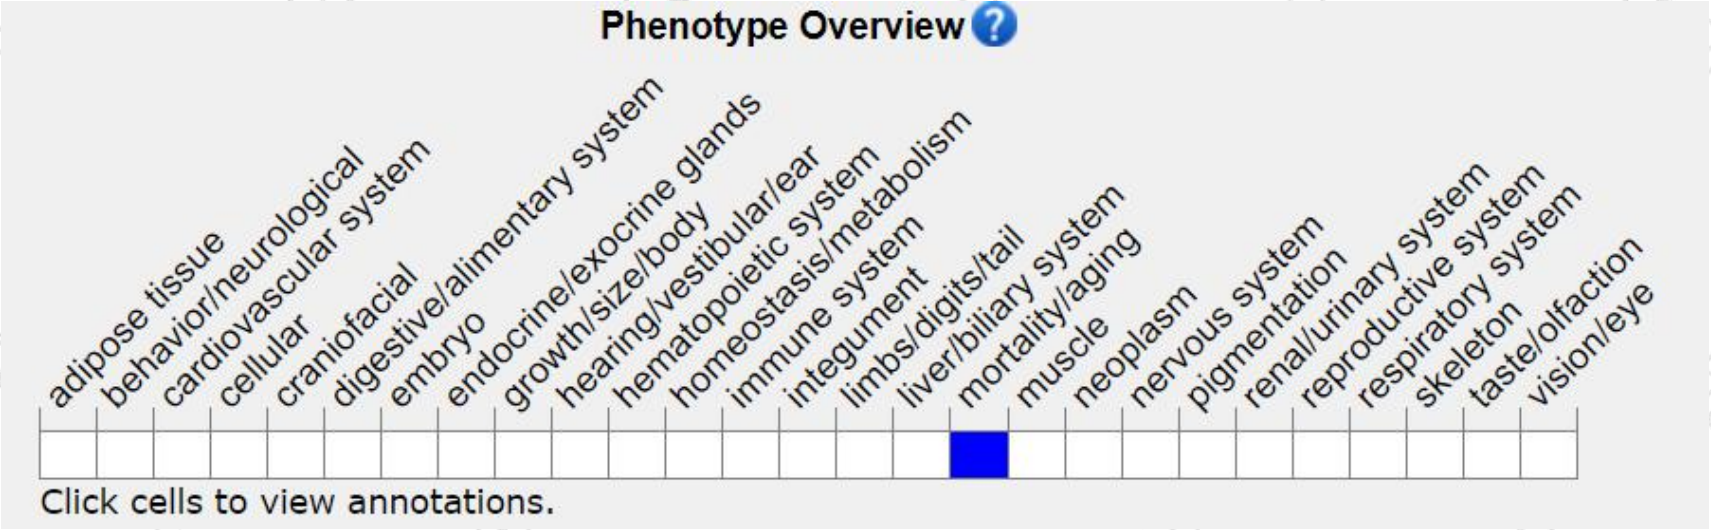 Phenotype Overview ?
adipose tissue
behavior/neurological
cardiovascular system
cellular
craniofacial
digestive/alimentary system
embryo
endocrine/exocrine glands
growth/size/body
hearing/vestibular/ear
hematopoietic system
homeostasis/metabolism
immune system
integument
limbs/digits/tail
liver/biliary system
mortality/aging
muscle
neoplasm
nervous system
pigmentation
renal/urinary system
reproductive system
respiratory system
skeleton
taste/olfaction
vision/eye
Click cells to view annotations.